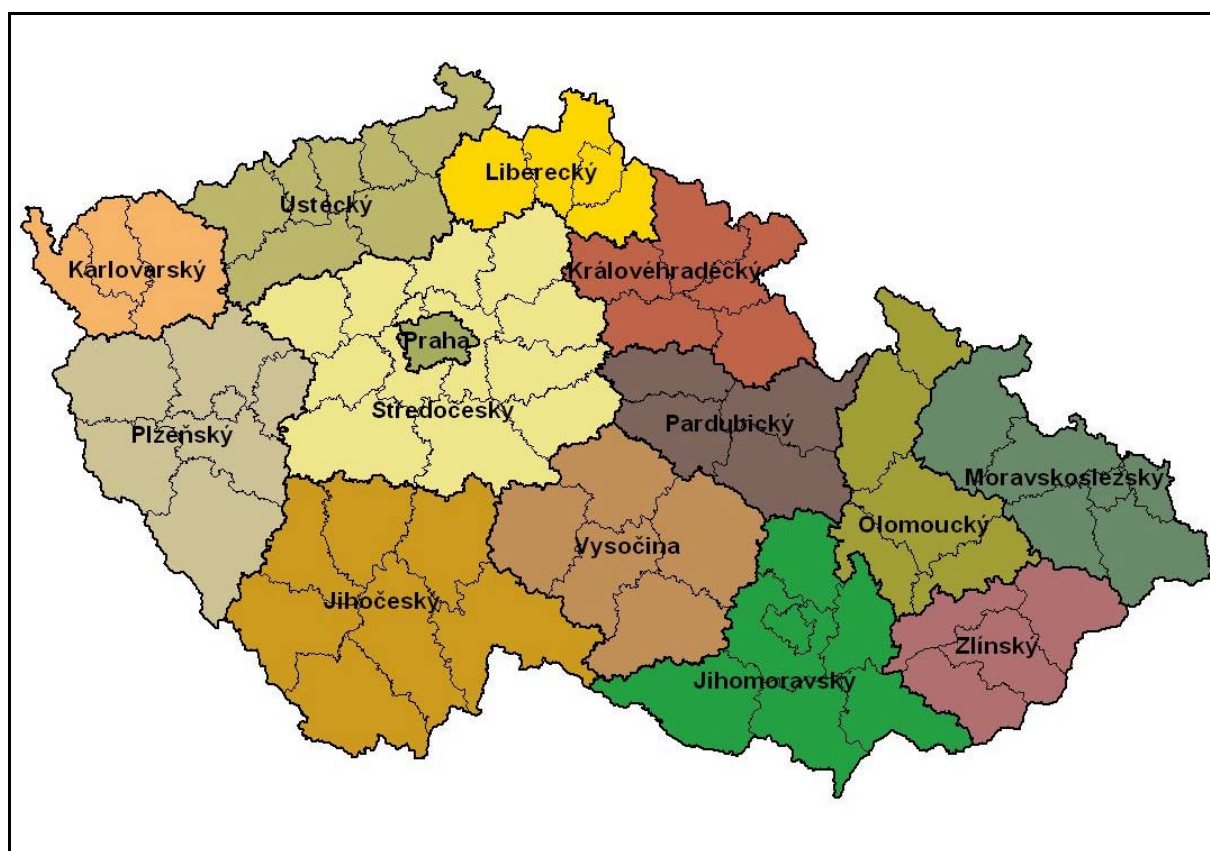 Liberecký
Ústecký
Karlovarský
Královéhradecký
Praha
Středočeský
Plzeňský
Pardubický
Moravskoslezský
Olomoucký
Vysočina
Jihočeský
Zlínský
Jihomoravský